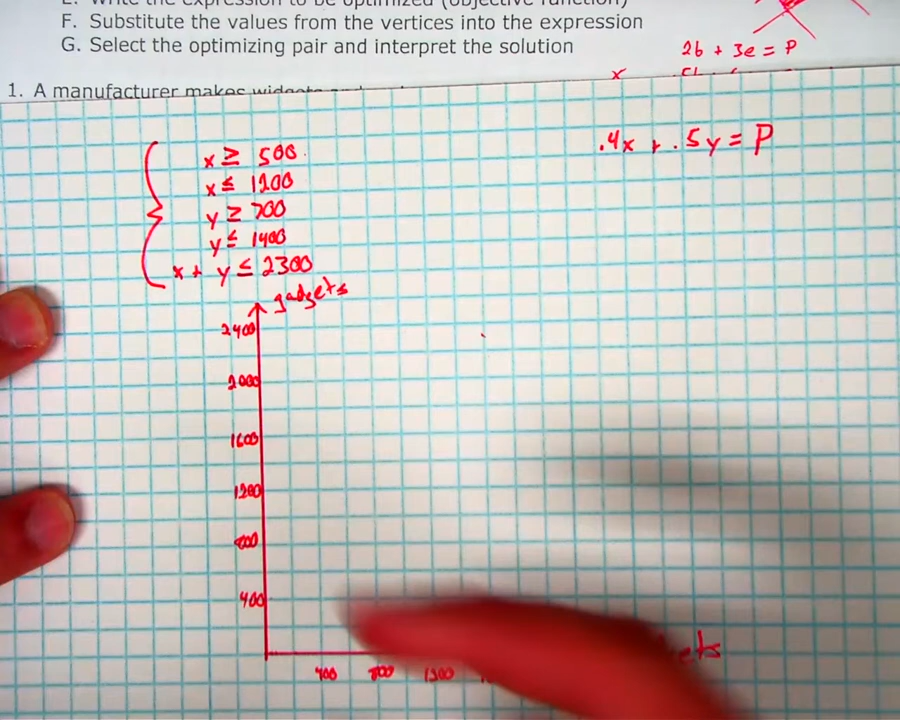 F. Substitute the values from the vertices into the expression
G. Select the optimizing pair and interpret the solution
2b + 3e = P
1. A manufacturer makes widgets
x ≥ 500
.4x + .5y = P
x ≤ 1200
y ≥ 700
y ≤ 1400
x + y ≤ 2300
gadgets
2400
2000
1600
1200
800
400
400 800 1300